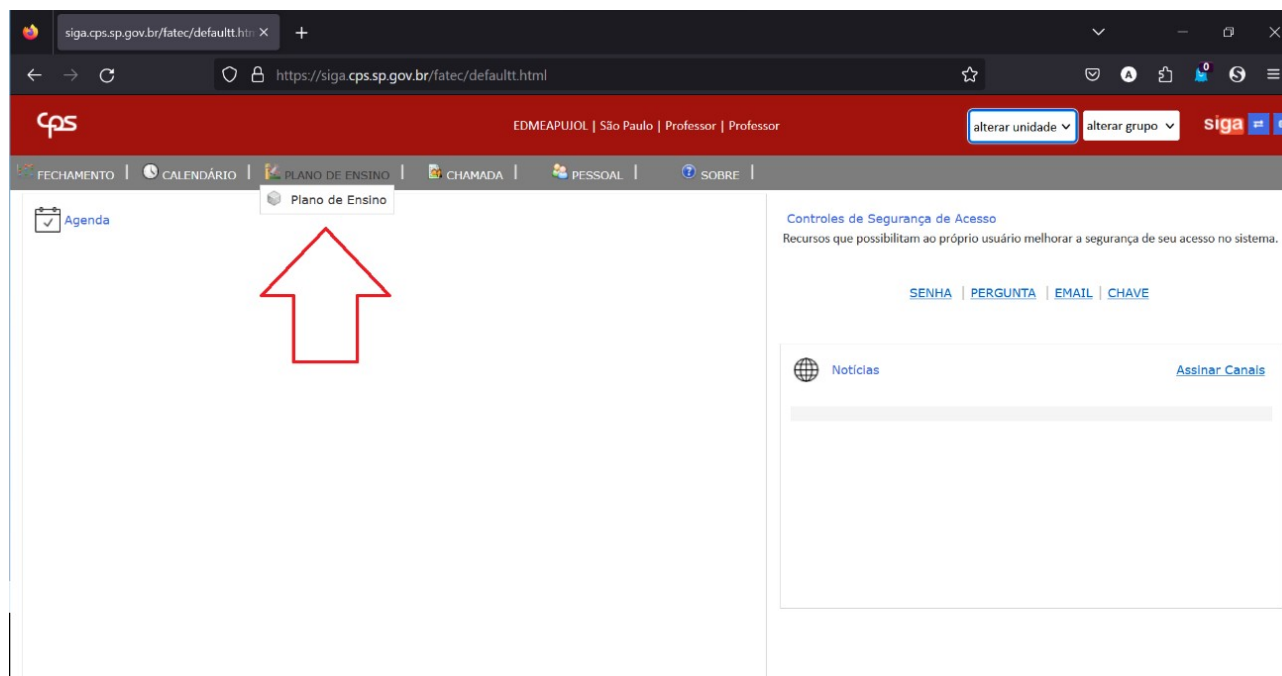 siga.cps.sp.gov.br/fatec/defaultt.htn
https://siga.cps.sp.gov.br/fatec/defaultt.html
A
0
S
cps
EDMEAPUJOL | São Paulo | Professor | Professor
alterar unidade
alterar grupo
siga
FECHAMENTO | CALENDÁRIO | PLANO DE ENSINO | CHAMADA | PESSOAL | SOBRE |
Plano de Ensino
Agenda
Controles de Segurança de Acesso
Recursos que possibilitam ao próprio usuário melhorar a segurança de seu acesso no sistema.
SENHA | PERGUNTA | EMAIL | CHAVE
Notícias
Assinar Canais